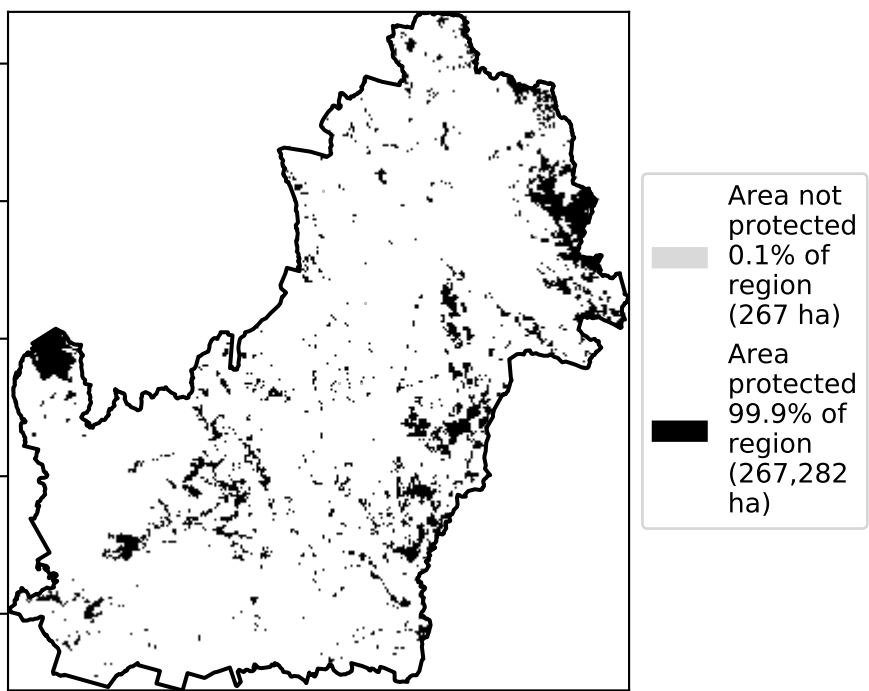 Area not
protected
0.1% of
region
(267 ha)
Area
protected
99.9% of
region
(267,282
ha)